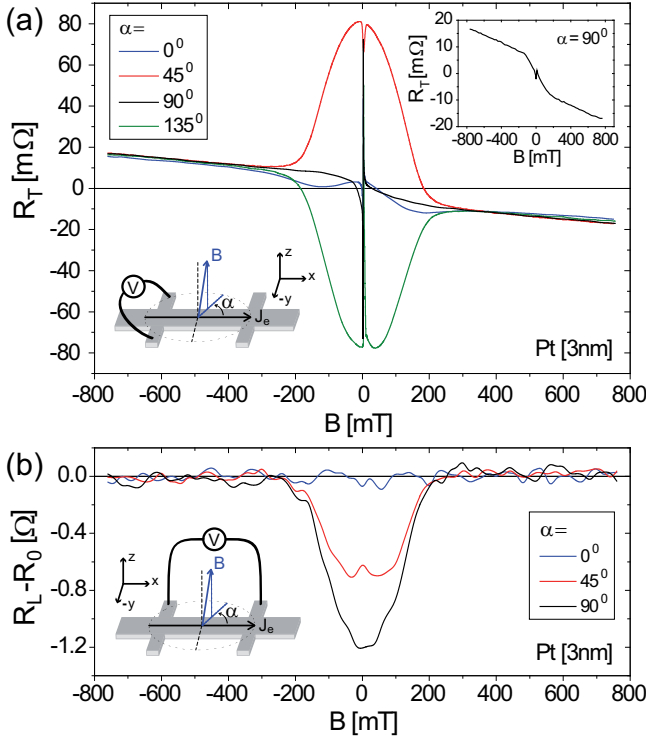 (a)
α=
0⁰
45⁰
90⁰
135⁰
α=90⁰
20
10
0
-10
-20
R_T [mΩ]
-800
-400
0
400
800
B [mT]
80
60
40
20
0
-20
-40
-60
-80
R_T [mΩ]
B
α
J_e
V
z
x
-y
Pt [3nm]
-800
-600
-400
-200
0
200
400
600
800
B [mT]
(b)
0.0
-0.4
-0.8
-1.2
R_L-R_0 [Ω]
V
z
x
-y
B
α
J_e
α=
0⁰
45⁰
90⁰
Pt [3nm]
-800
-600
-400
-200
0
200
400
600
800
B [mT]